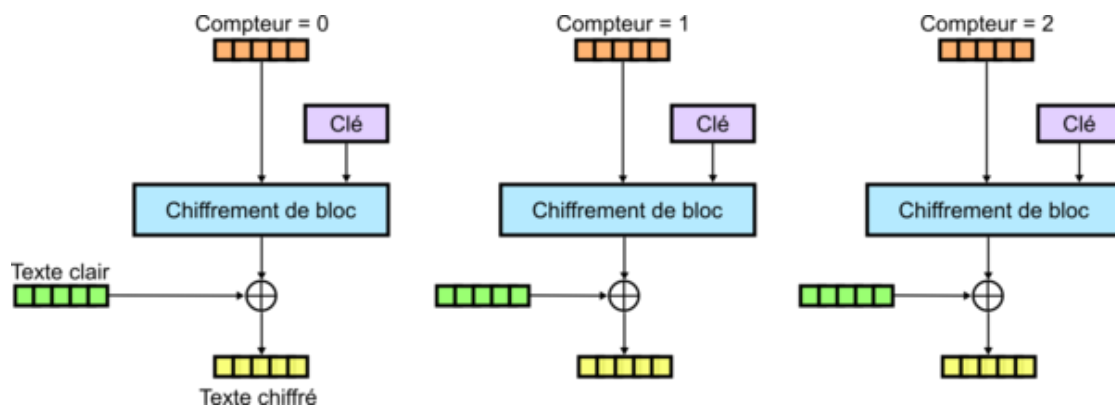 Compteur = 0
Compteur = 1
Compteur = 2
Clé
Clé
Clé
Chiffrement de bloc
Chiffrement de bloc
Chiffrement de bloc
Texte clair
Texte chiffré